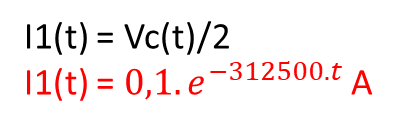 I1(t) = Vc(t)/2
I1(t) = 0,1. e^{-312500.t} A